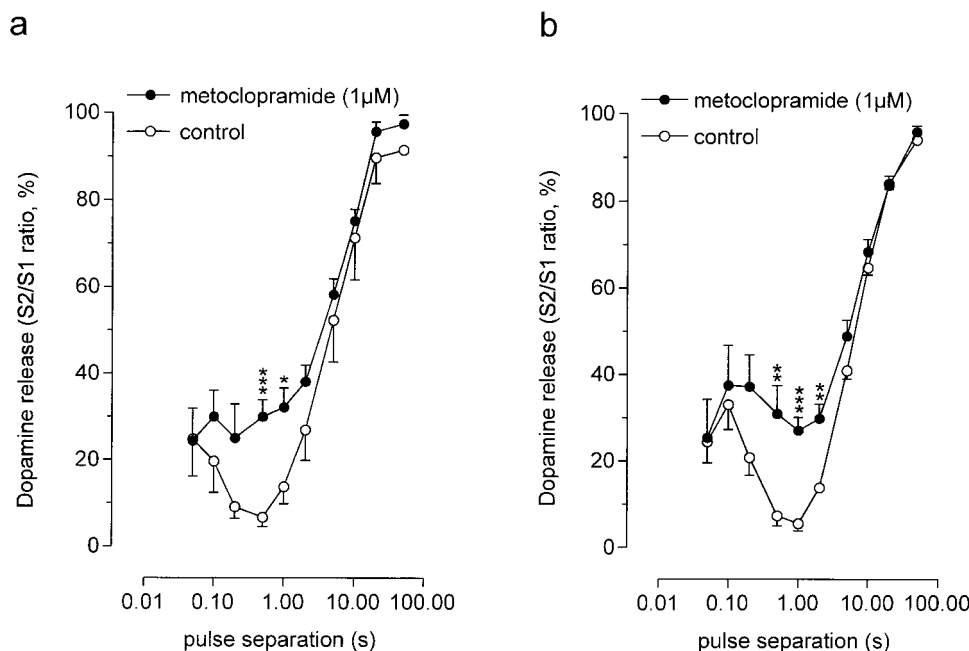 a
metoclopramide (1µM)
control
Dopamine release (S2/S1 ratio, %)
100
80
60
40
20
0
***
*
0.01 0.10 1.00 10.00 100.00
pulse separation (s)
b
metoclopramide (1µM)
control
Dopamine release (S2/S1 ratio, %)
100
80
60
40
20
0
**
***
**
0.01 0.10 1.00 10.00 100.00
pulse separation (s)